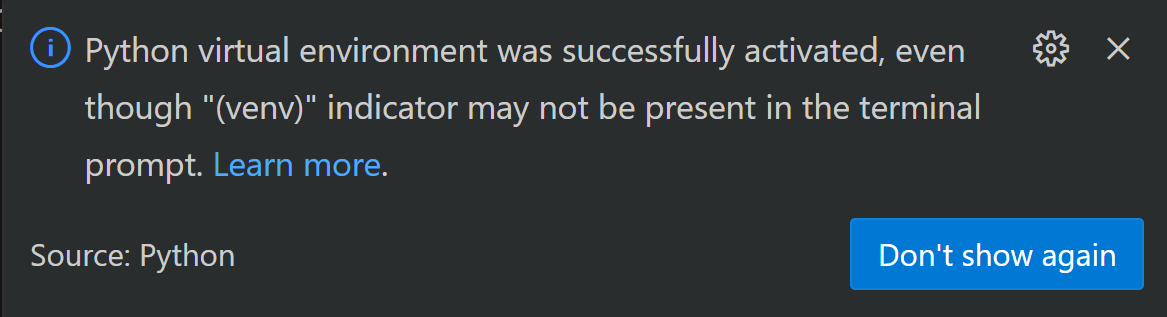 Python virtual environment was successfully activated, even
though "(venv)" indicator may not be present in the terminal
prompt. Learn more.
Source: Python
Don't show again